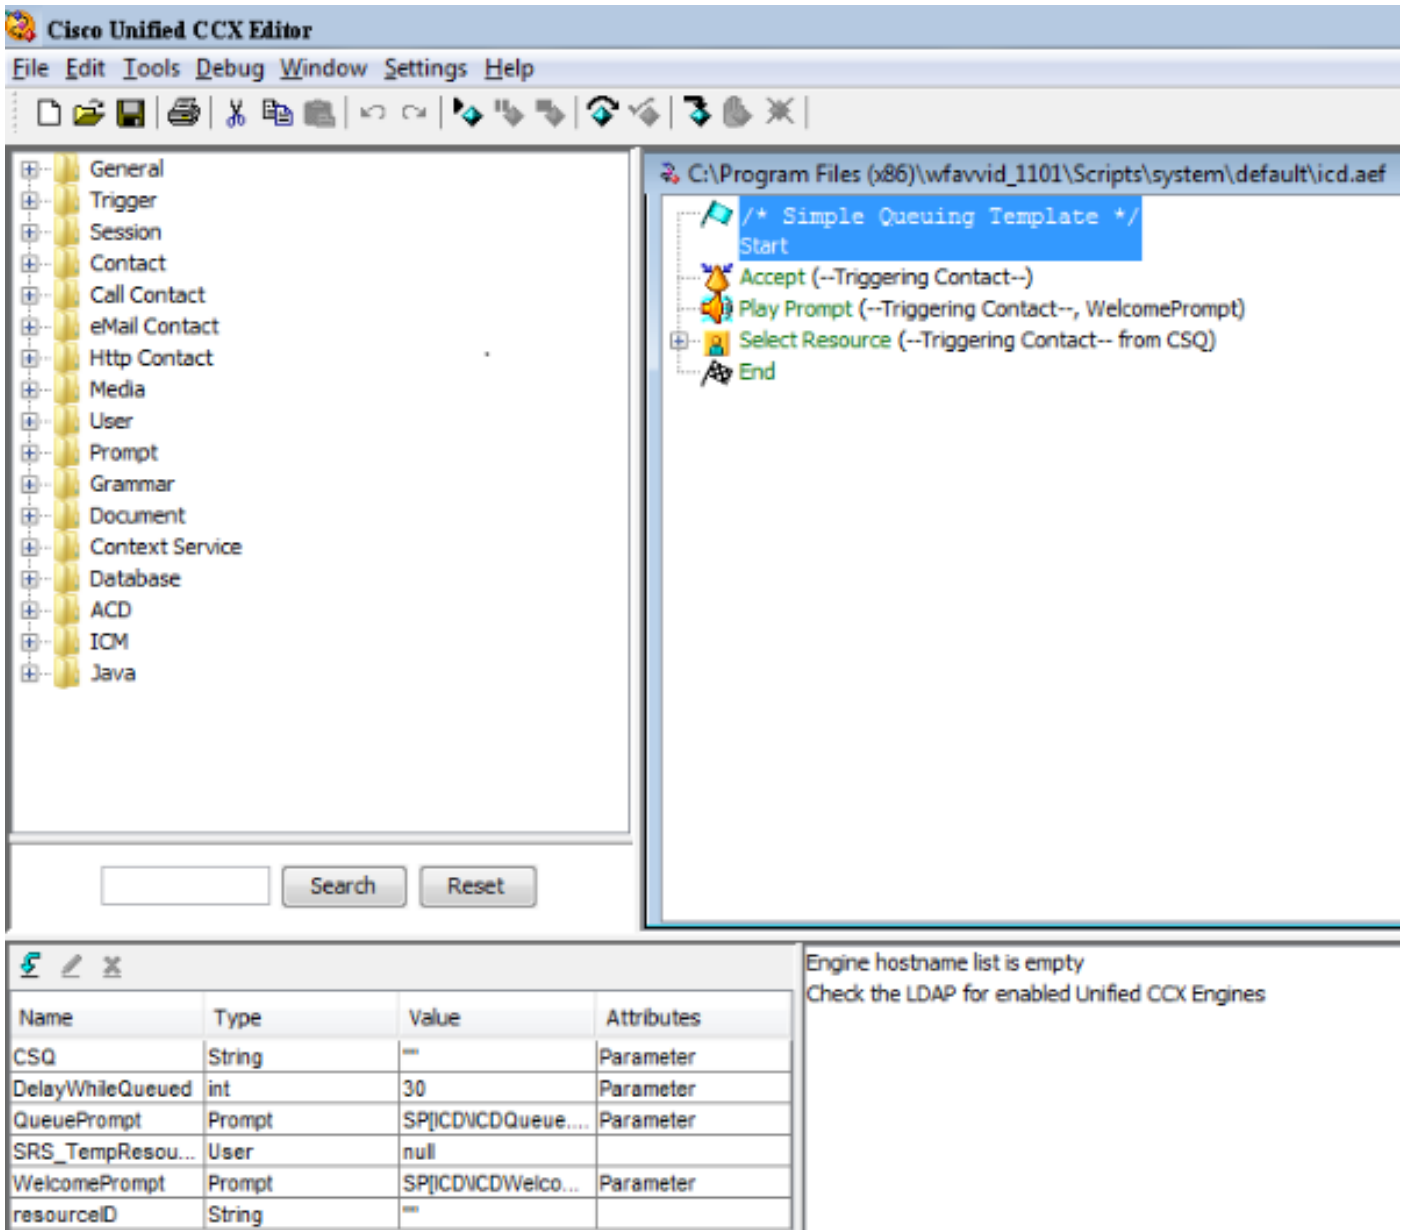 Cisco Unified CCX Editor
File Edit Tools Debug Window Settings Help
General
Trigger
Session
Contact
Call Contact
eMail Contact
Http Contact
Media
User
Prompt
Grammar
Document
Context Service
Database
ACD
ICM
Java
Search Reset
C:\Program Files (x86)\wfavvid_1101\Scripts\system\default\icd.aef
/* Simple Queuing Template */
Start
Accept (--Triggering Contact--)
Play Prompt (--Triggering Contact--, WelcomePrompt)
Select Resource (--Triggering Contact-- from CSQ)
End
Name Type Value Attributes
CSQ String "" Parameter
DelayWhileQueued int 30 Parameter
QueuePrompt Prompt SP[ICD\ICDQueue.... Parameter
SRS_TempResou... User null
WelcomePrompt Prompt SP[ICD\ICDWelco... Parameter
resourceID String ""
Engine hostname list is empty
Check the LDAP for enabled Unified CCX Engines